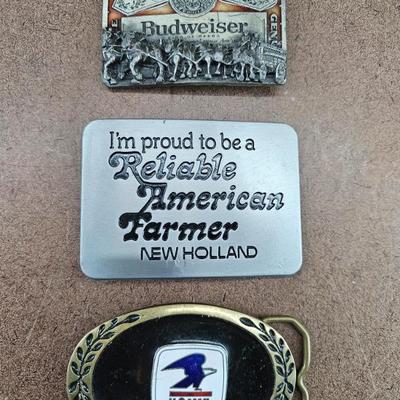 Budweiser
I'm proud to be a
Reliable
American
Farmer
NEW HOLLAND